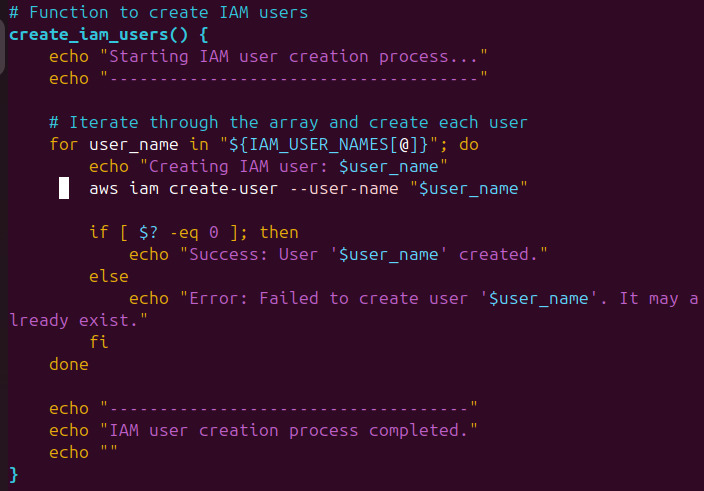 # Function to create IAM users
create_iam_users() {
    echo "Starting IAM user creation process..."
    echo "-------------------------------------"

    # Iterate through the array and create each user
    for user_name in "${IAM_USER_NAMES[@]}"; do
        echo "Creating IAM user: $user_name"
        aws iam create-user --user-name "$user_name"

        if [ $? -eq 0 ]; then
            echo "Success: User '$user_name' created."
        else
            echo "Error: Failed to create user '$user_name'. It may a
lready exist."
        fi
    done

    echo "------------------------------------"
    echo "IAM user creation process completed."
    echo ""
}